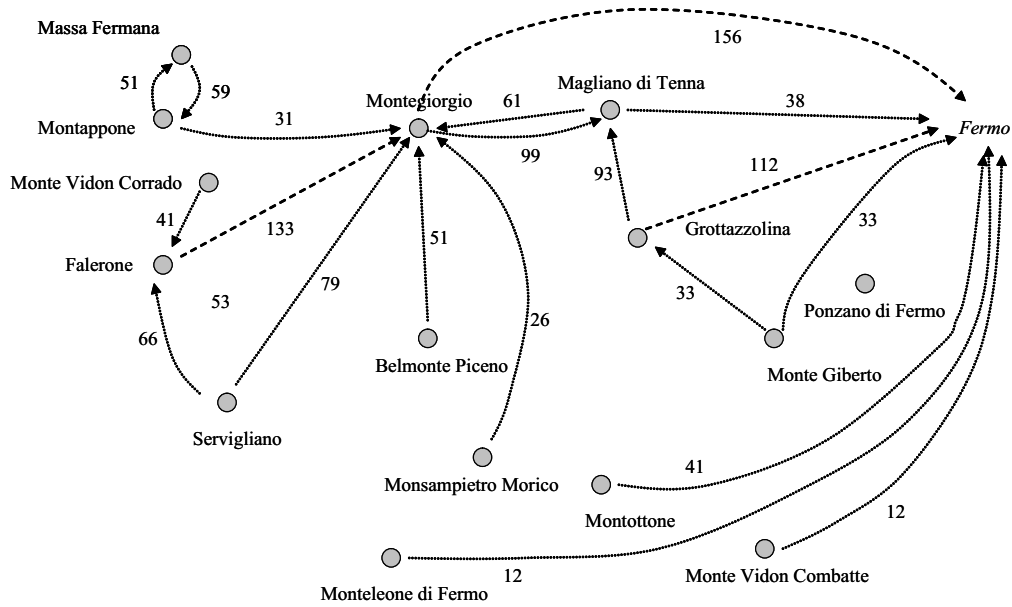 156
Massa Fermana
51
59
Magliano di Tenna
Montegiorgio
61
38
31
Montappone
Fermo
99
112
93
Monte Vidon Corrado
41
133
Grottazzolina
33
51
Falerone
79
33
53
Ponzano di Fermo
26
66
Belmonte Piceno
Monte Giberto
Servigliano
41
Monsampietro Morico
Montottone
12
12
Monte Vidon Combatte
Monteleone di Fermo